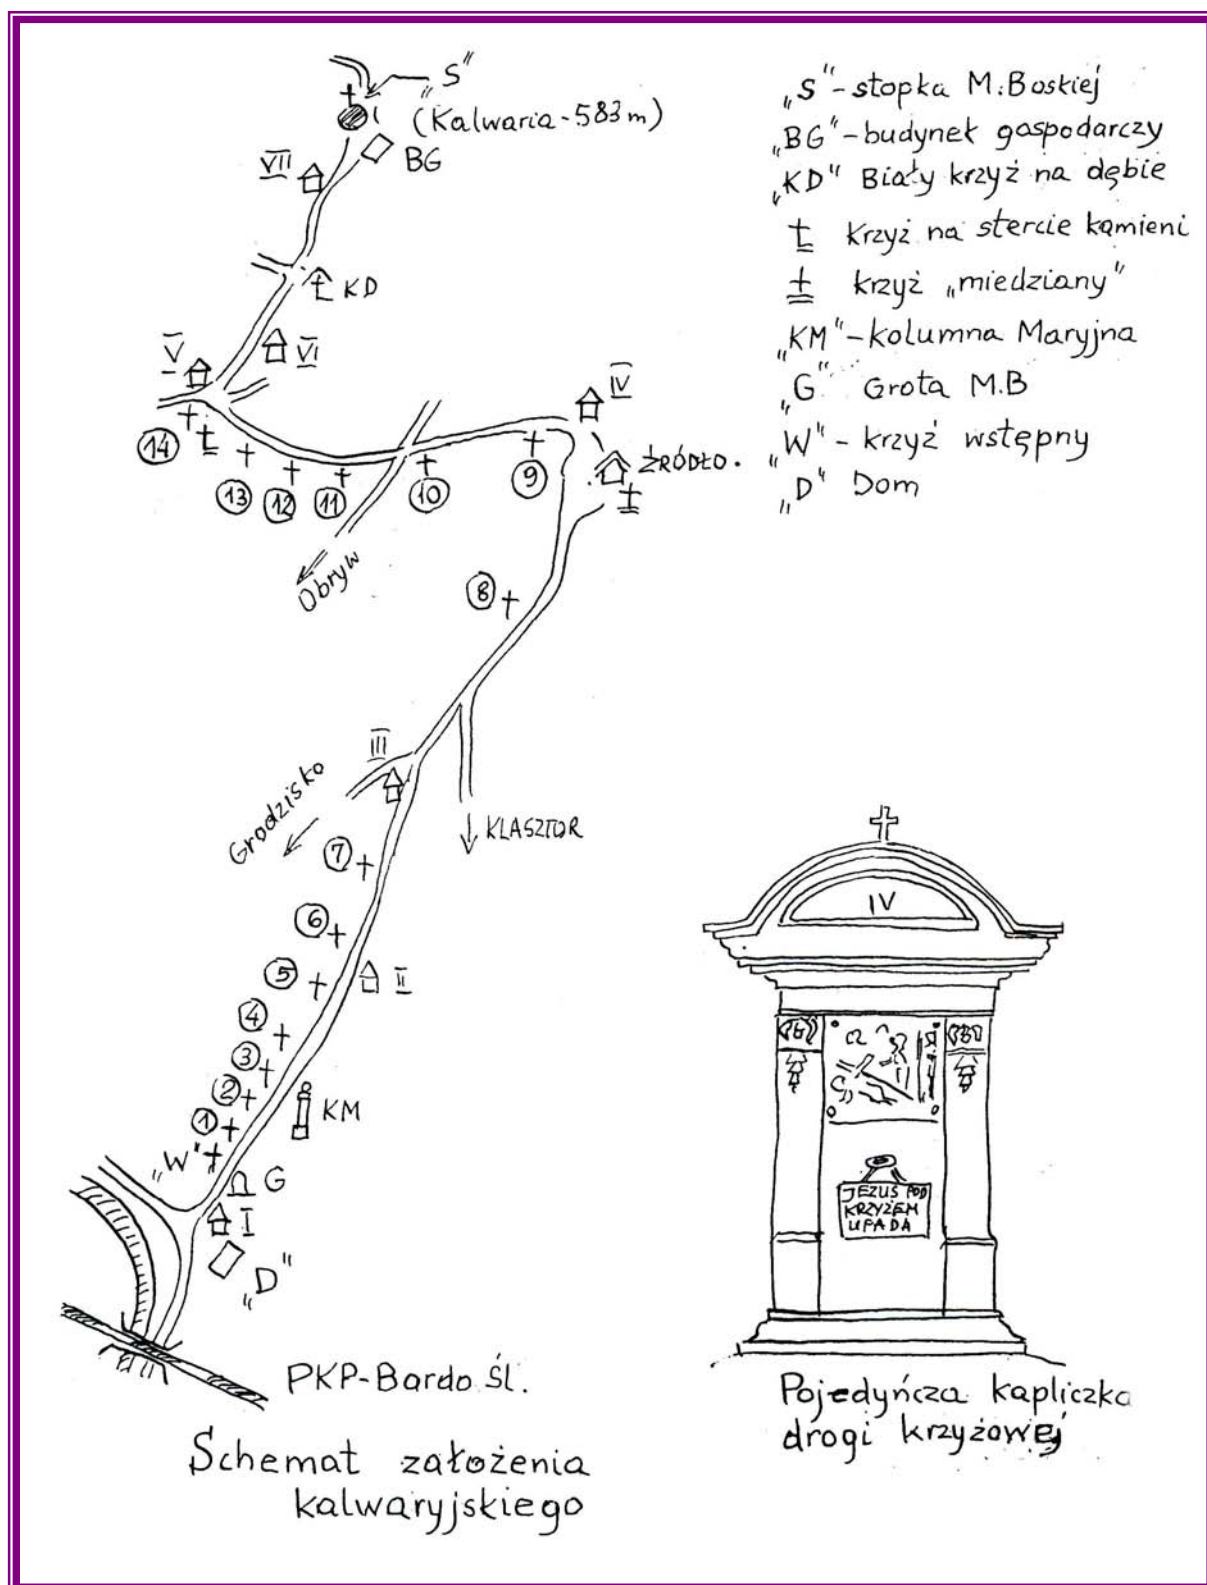 „S"
(Kalwaria-583m)
BG
VII
KD
V
VI
IV
14
13
12
11
10
9
ŹRÓDŁO.
Obryw
8
III
Grodzisko
KLASZTOR
7
6
5
II
4
3
2
1
KM
„W"
G
I
„D"
PKP-Bardo Śl.
Schemat założenia
kalwaryjskiego
„S"-stopka M.Boskiej
„BG"-budynek gospodarczy
„KD" Biały krzyż na dębie
krzyż na stercie kamieni
krzyż „miedziany"
„KM"-kolumna Maryjna
„G" Grota M.B
„W"- krzyż wstępny
„D" Dom
IV
JEZUS POD
KRZYŻEM
UPADA
Pojedyńcza kapliczka
drogi krzyżowej